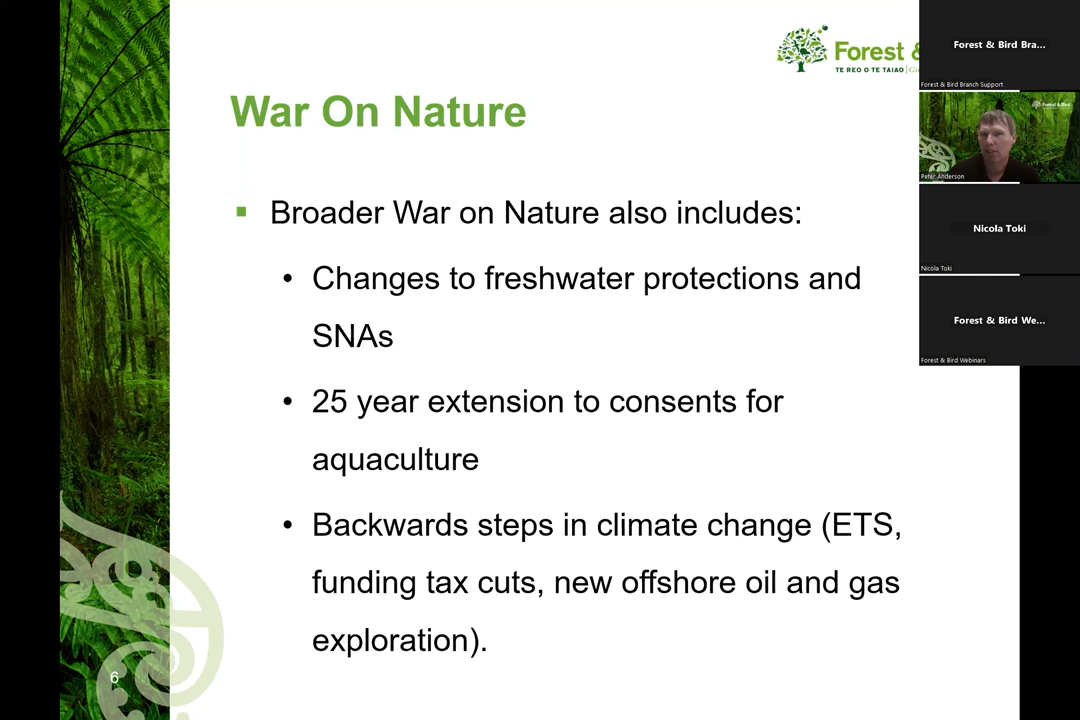 Forest &
TE REO O TE TAIAO | Gi
War On Nature
Broader War on Nature also includes:
• Changes to freshwater protections and
SNAs
• 25 year extension to consents for
aquaculture
• Backwards steps in climate change (ETS,
funding tax cuts, new offshore oil and gas
exploration).
6
Forest & Bird Bra...
Forest & Bird Branch Support
Forest & Bird
Peter Anderson
Nicola Toki
Nicola Toki
Forest & Bird We...
Forest & Bird Webinars